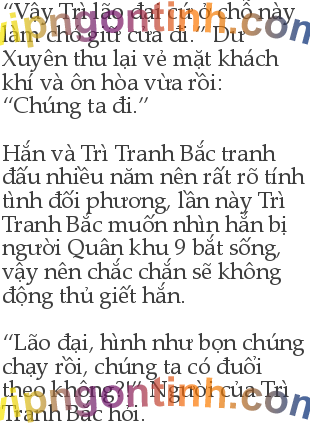 “Vậy Trì lão đại cứ ở chỗ này
làm chó giữ cửa đi.” Dư
Xuyên thu lại vẻ mặt khách
khí và ôn hòa vừa rồi:
“Chúng ta đi.”
Hắn và Trì Tranh Bắc tranh
đấu nhiều năm nên rất rõ tính
tình đối phương, lần này Trì
Tranh Bắc muốn nhìn hắn bị
người Quân khu 9 bắt sống,
vậy nên chắc chắn sẽ không
động thủ giết hắn.
“Lão đại, hình như bọn chúng
chạy rồi, chúng ta có đuổi
theo không?” Người của Trì
Tranh Bắc hỏi.
vipngontinh.com
vipngontinh.com